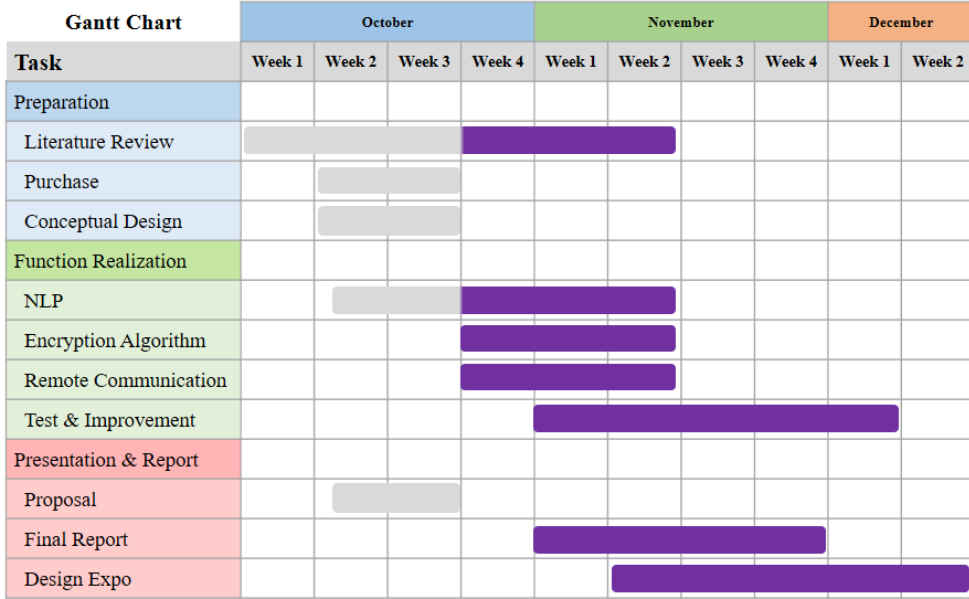 Gantt Chart October November December
Task Week 1 Week 2 Week 3 Week 4 Week 1 Week 2 Week 3 Week 4 Week 1 Week 2
Preparation
Literature Review
Purchase
Conceptual Design
Function Realization
NLP
Encryption Algorithm
Remote Communication
Test & Improvement
Presentation & Report
Proposal
Final Report
Design Expo